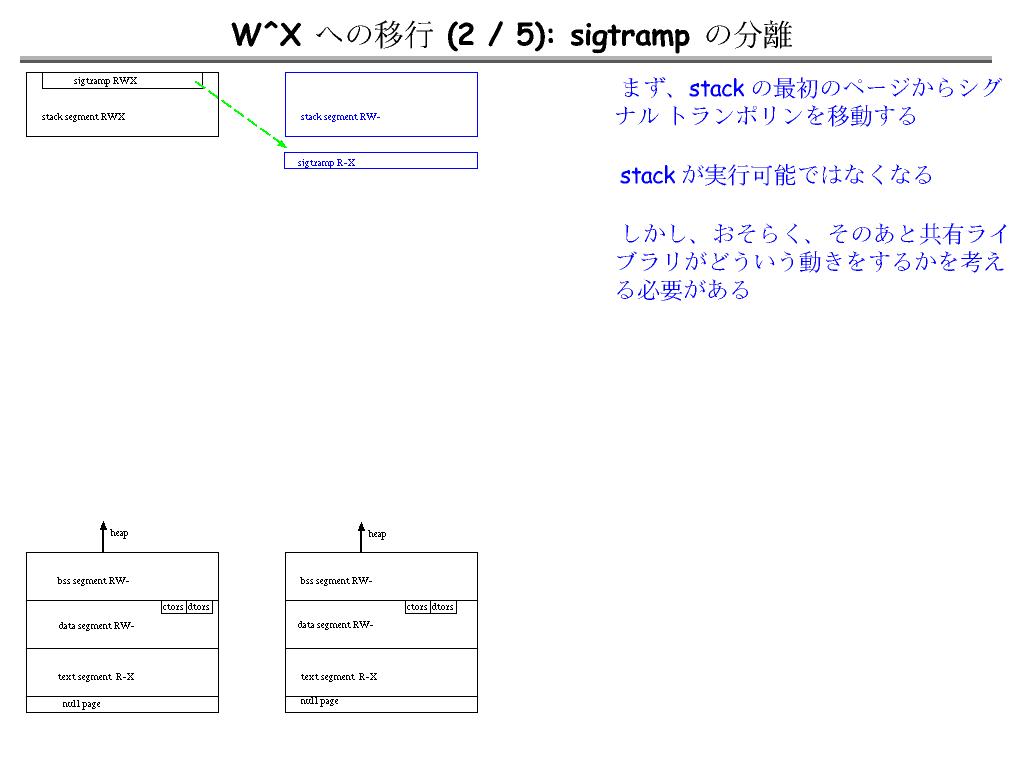 W^X への移行 (2 / 5): sigtramp の分離
sigtramp RWX
stack segment RWX
stack segment RW-
sigtramp R-X
まず、stack の最初のページからシグ
ナル トランポリンを移動する
stack が実行可能ではなくなる
しかし、おそらく、そのあと共有ライ
ブラリがどういう動きをするかを考え
る必要がある
heap
bss segment RW-
ctors dtors
data segment RW-
text segment R-X
null page
heap
bss segment RW-
ctors dtors
data segment RW-
text segment R-X
null page